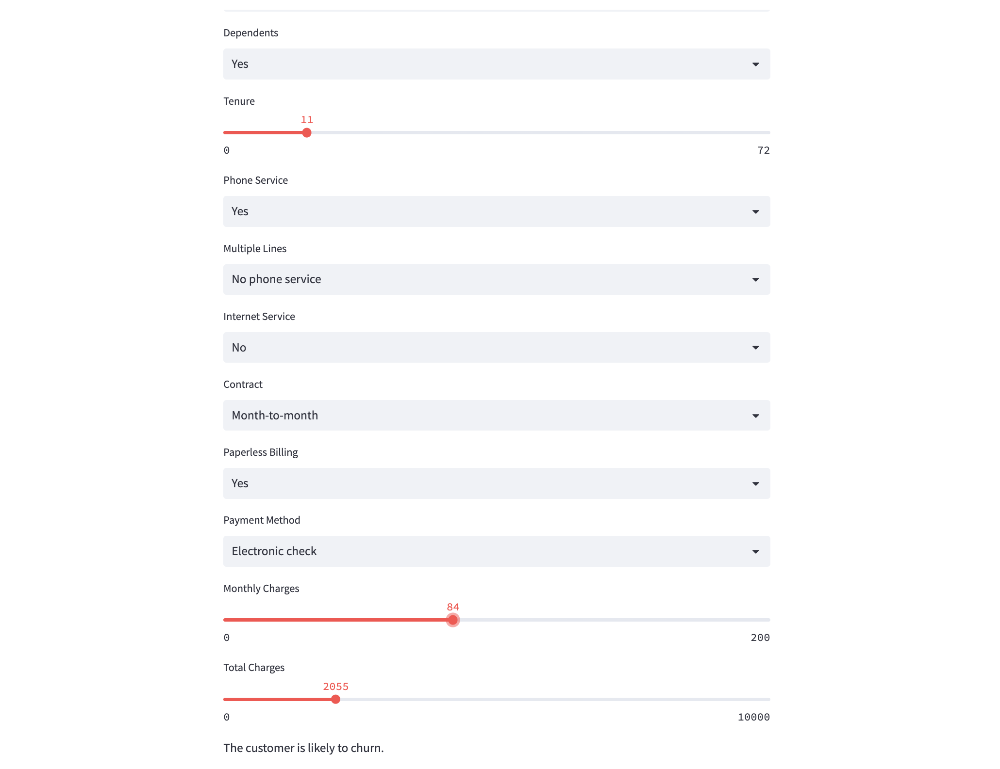 Dependents
Yes
Tenure
11
0 72
Phone Service
Yes
Multiple Lines
No phone service
Internet Service
No
Contract
Month-to-month
Paperless Billing
Yes
Payment Method
Electronic check
Monthly Charges
84
0 200
Total Charges
2055
0 10000
The customer is likely to churn.